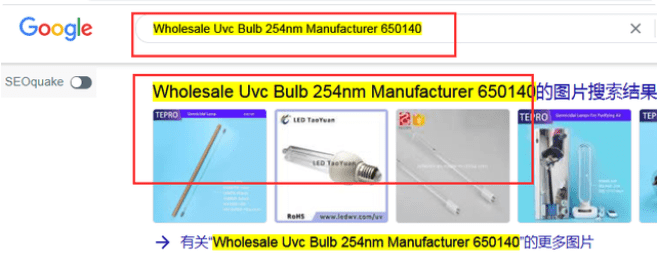 Google
Wholesale Uvc Bulb 254nm Manufacturer 650140
SEOquake
Wholesale Uvc Bulb 254nm Manufacturer 650140的图片搜索结果
TEPRO
Germicidal Lamp
LED TaoYuan
LED TaoYuan
RoHS
www.ledwv.com/uv
TEPRO
Germicidal Lamps For Purifying Air
TEPR
→ 有关“Wholesale Uvc Bulb 254nm Manufacturer 650140”的更多图片